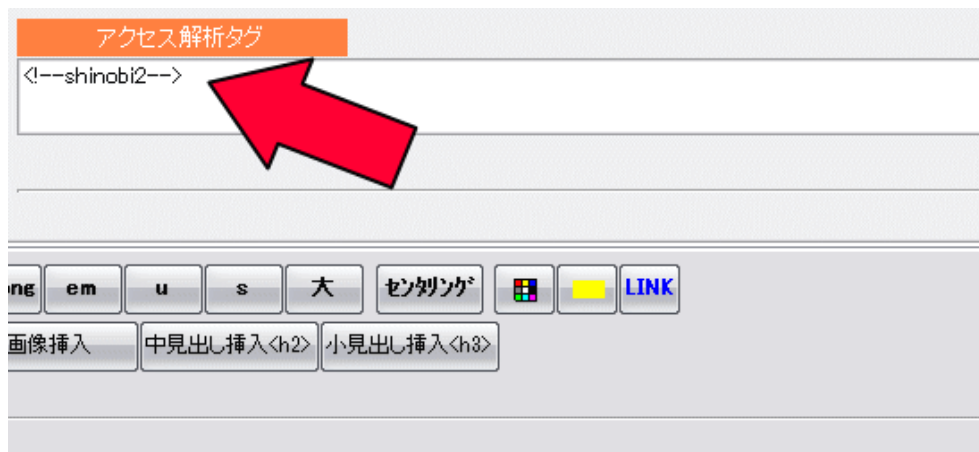 アクセス解析タグ
<!--shinobi2-->
ong em u s 大 ｾﾝﾀﾘﾝｸﾞ LINK
画像挿入 中見出し挿入<h2> 小見出し挿入<h3>